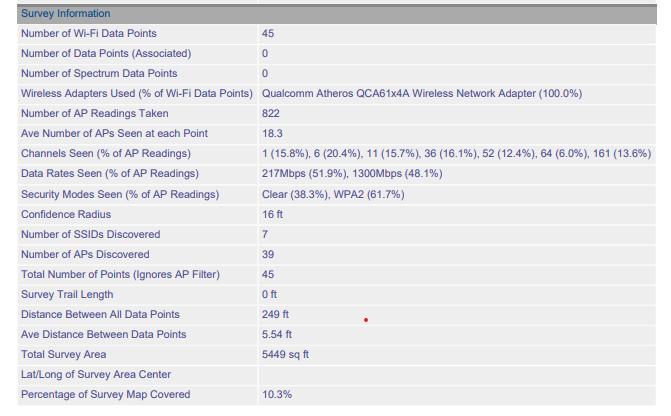 Survey Information
Number of Wi-Fi Data Points 45
Number of Data Points (Associated) 0
Number of Spectrum Data Points 0
Wireless Adapters Used (% of Wi-Fi Data Points) Qualcomm Atheros QCA61x4A Wireless Network Adapter (100.0%)
Number of AP Readings Taken 822
Ave Number of APs Seen at each Point 18.3
Channels Seen (% of AP Readings) 1 (15.8%), 6 (20.4%), 11 (15.7%), 36 (16.1%), 52 (12.4%), 64 (6.0%), 161 (13.6%)
Data Rates Seen (% of AP Readings) 217Mbps (51.9%), 1300Mbps (48.1%)
Security Modes Seen (% of AP Readings) Clear (38.3%), WPA2 (61.7%)
Confidence Radius 16 ft
Number of SSIDs Discovered 7
Number of APs Discovered 39
Total Number of Points (Ignores AP Filter) 45
Survey Trail Length 0 ft
Distance Between All Data Points 249 ft
Ave Distance Between Data Points 5.54 ft
Total Survey Area 5449 sq ft
Lat/Long of Survey Area Center
Percentage of Survey Map Covered 10.3%